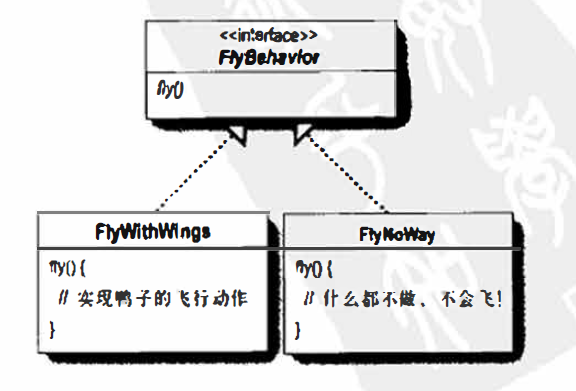 <<interface>>
FlyBehavior
fly()
FlyWithWings
fly() {
// 实现鸭子的飞行动作
}
FlyNoWay
fly() {
// 什么都不做、不会飞!
}